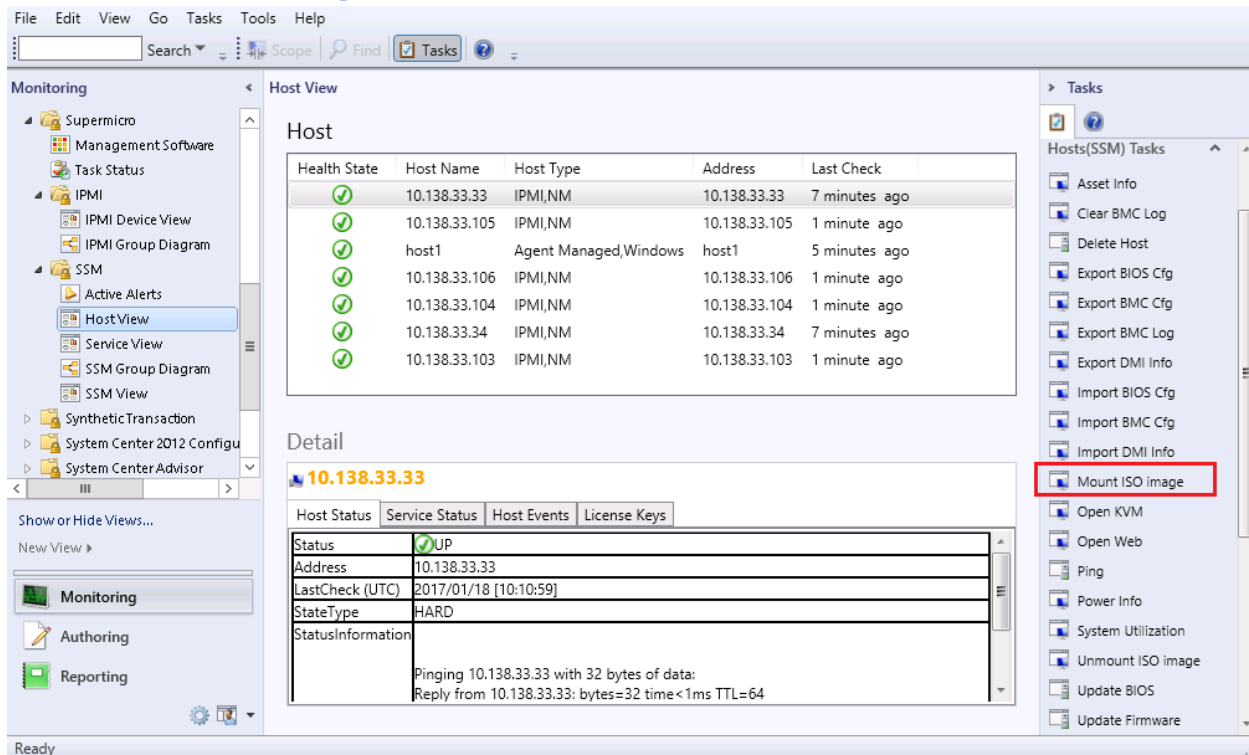 File Edit View Go Tasks Tools Help
Search Scope Find Tasks
Monitoring
Supermicro
Management Software
Task Status
IPMI
IPMI Device View
IPMI Group Diagram
SSM
Active Alerts
Host View
Service View
SSM Group Diagram
SSM View
Synthetic Transaction
System Center 2012 Configu
System Center Advisor
Show or Hide Views...
New View
Monitoring
Authoring
Reporting
Host View
Host
Health State Host Name Host Type Address Last Check
10.138.33.33 IPMI,NM 10.138.33.33 7 minutes ago
10.138.33.105 IPMI,NM 10.138.33.105 1 minute ago
host1 Agent Managed,Windows host1 5 minutes ago
10.138.33.106 IPMI,NM 10.138.33.106 1 minute ago
10.138.33.104 IPMI,NM 10.138.33.104 1 minute ago
10.138.33.34 IPMI,NM 10.138.33.34 7 minutes ago
10.138.33.103 IPMI,NM 10.138.33.103 1 minute ago
Detail
10.138.33.33
Host Status Service Status Host Events License Keys
Status UP
Address 10.138.33.33
LastCheck (UTC) 2017/01/18 [10:10:59]
StateType HARD
StatusInformation
Pinging 10.138.33.33 with 32 bytes of data:
Reply from 10.138.33.33: bytes=32 time<1ms TTL=64
Tasks
Hosts(SSM) Tasks
Asset Info
Clear BMC Log
Delete Host
Export BIOS Cfg
Export BMC Cfg
Export BMC Log
Export DMI Info
Import BIOS Cfg
Import BMC Cfg
Import DMI Info
Mount ISO image
Open KVM
Open Web
Ping
Power Info
System Utilization
Unmount ISO image
Update BIOS
Update Firmware
Ready